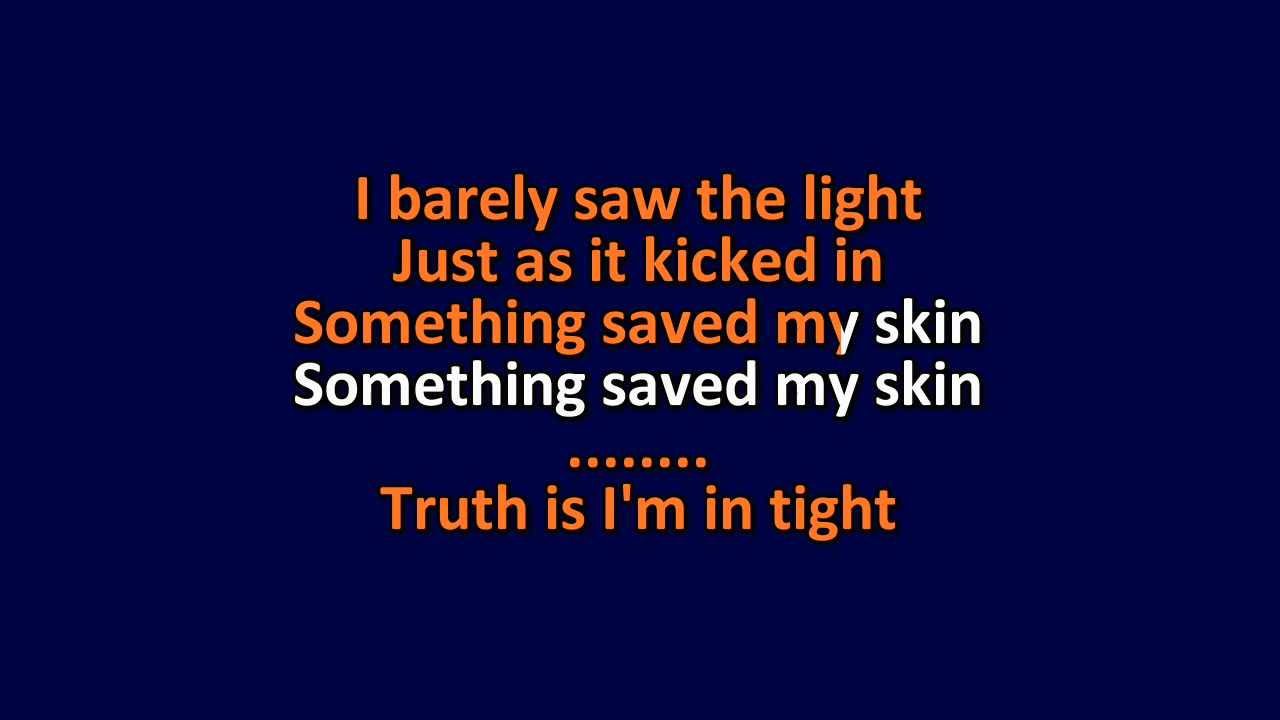 I barely saw the light
Just as it kicked in
Something saved my skin
Something saved my skin
........
Truth is I'm in tight